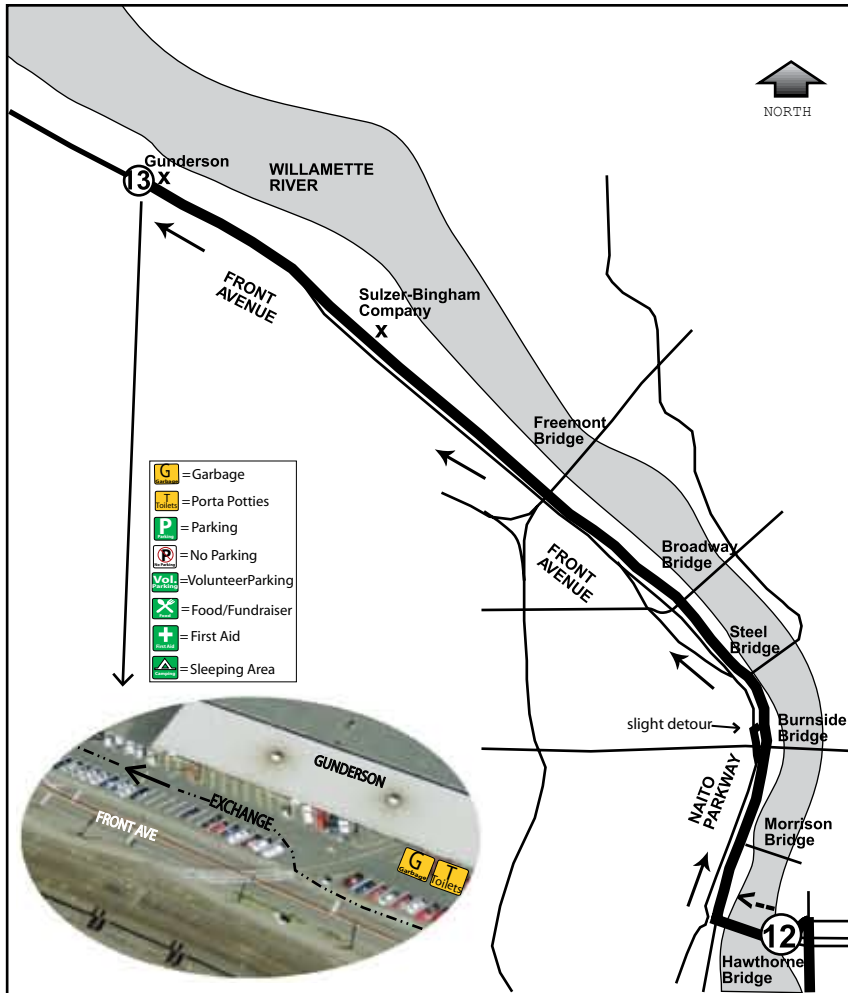 NORTH
Gunderson
x
13
WILLAMETTE
RIVER
FRONT
AVENUE
Sulzer-Bingham
Company
x
Freemont
Bridge
G
Garbage
=Garbage
T
Toilets
=Porta Potties
P
Parking
=Parking
P
No Parking
=No Parking
Vol.
Parking
=VolunteerParking
Food
=Food/Fundraiser
First Aid
=First Aid
Camping
=Sleeping Area
FRONT
AVENUE
Broadway
Bridge
Steel
Bridge
slight detour
Burnside
Bridge
NAITO
PARKWAY
Morrison
Bridge
12
Hawthorne
Bridge
GUNDERSON
EXCHANGE
FRONT AVE
G
Garbage
T
Toilets